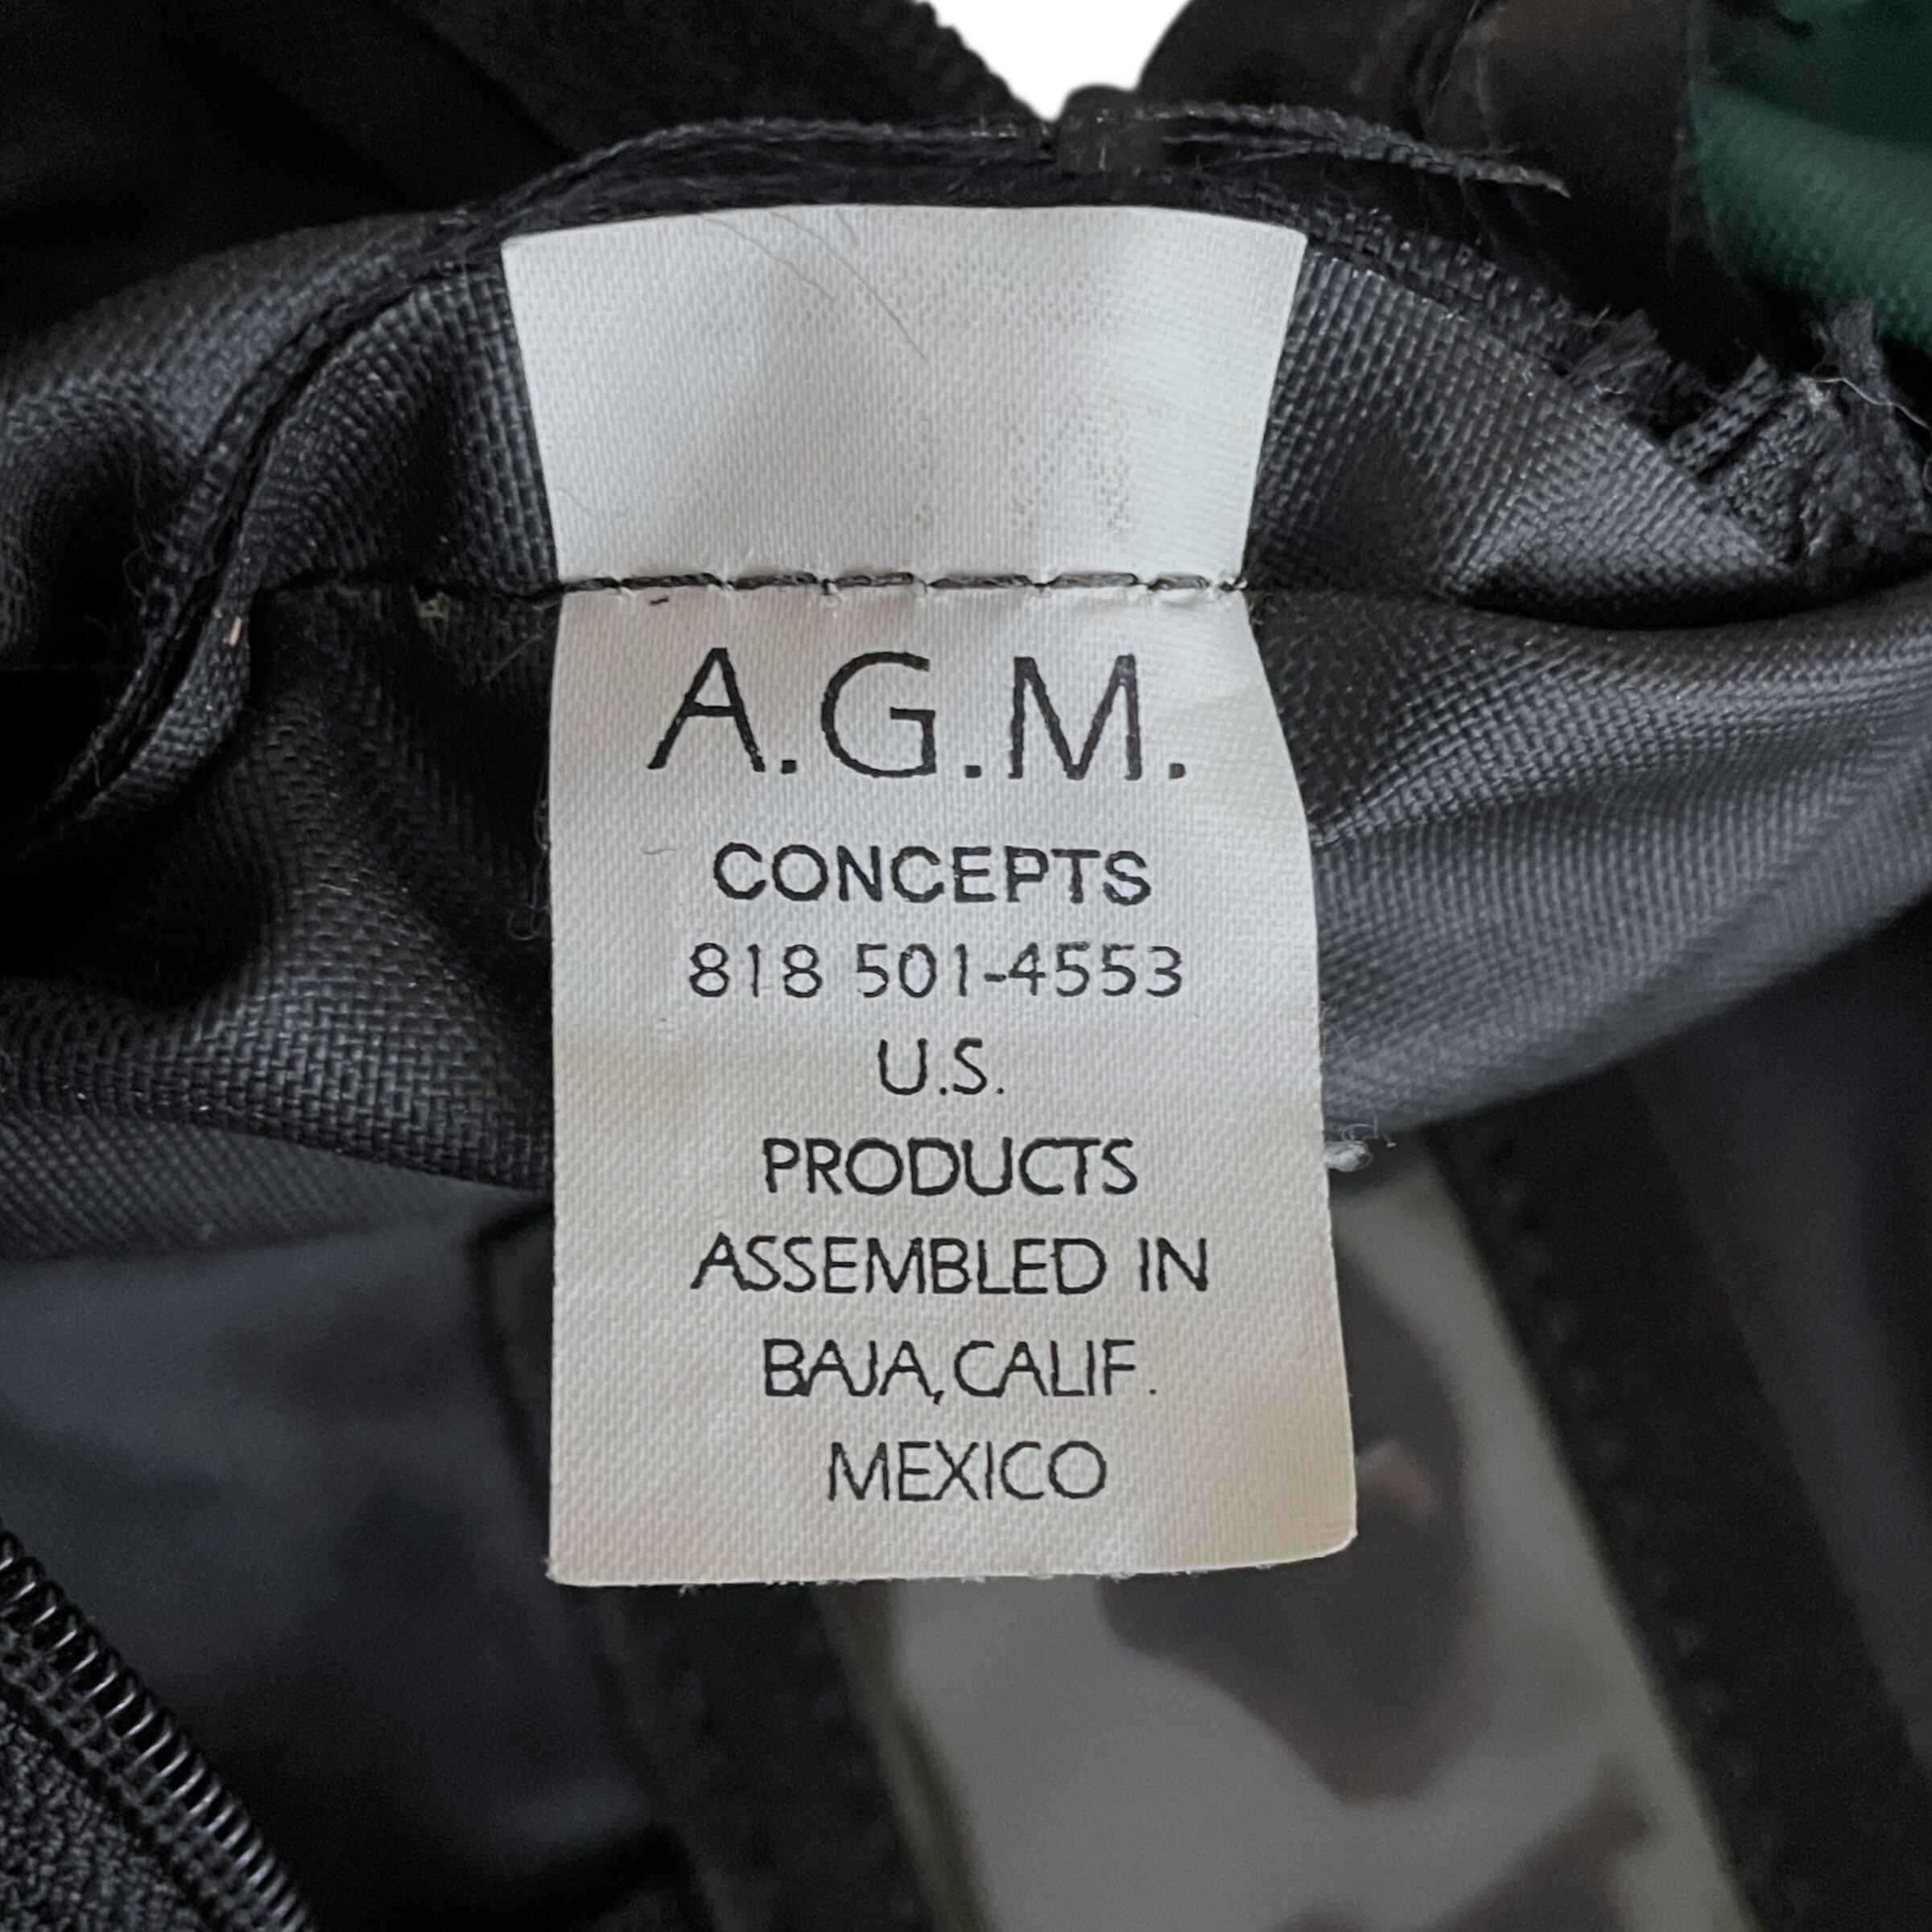 A.G.M.
CONCEPTS
818 501-4553
U.S.
PRODUCTS
ASSEMBLED IN
BAJA, CALIF.
MEXICO